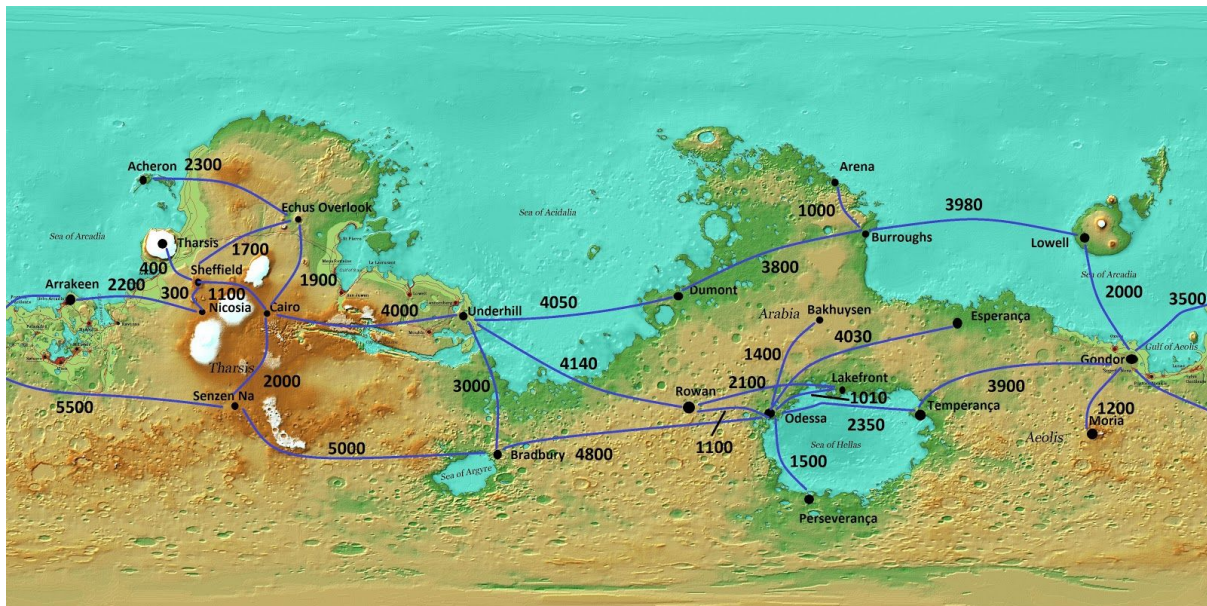 Acheron
2300
Arena
Echus Overlook
Sea of Acidalia
1000
3980
Sea of Arcadia
Tharsis
1700
Burroughs
Lowell
400
Sheffield
3800
Sea of Arcadia
2200
1900
Arrakeen
300
1100
Dumont
2000
3500
Nicosia
Cairo
4000
Underhill
4050
Arabia
Bakhuysen
4030
Esperança
Gulf of Aeolis
Gondor
Tharsis
4140
1400
2000
3000
2100
Lakefront
3900
Senzen Na
Rowan
1010
Temperança
5500
Odessa
2350
1200
Moria
1100
Sea of Hellas
Aeolis
5000
Bradbury
4800
Sea of Argyre
1500
Perseverança